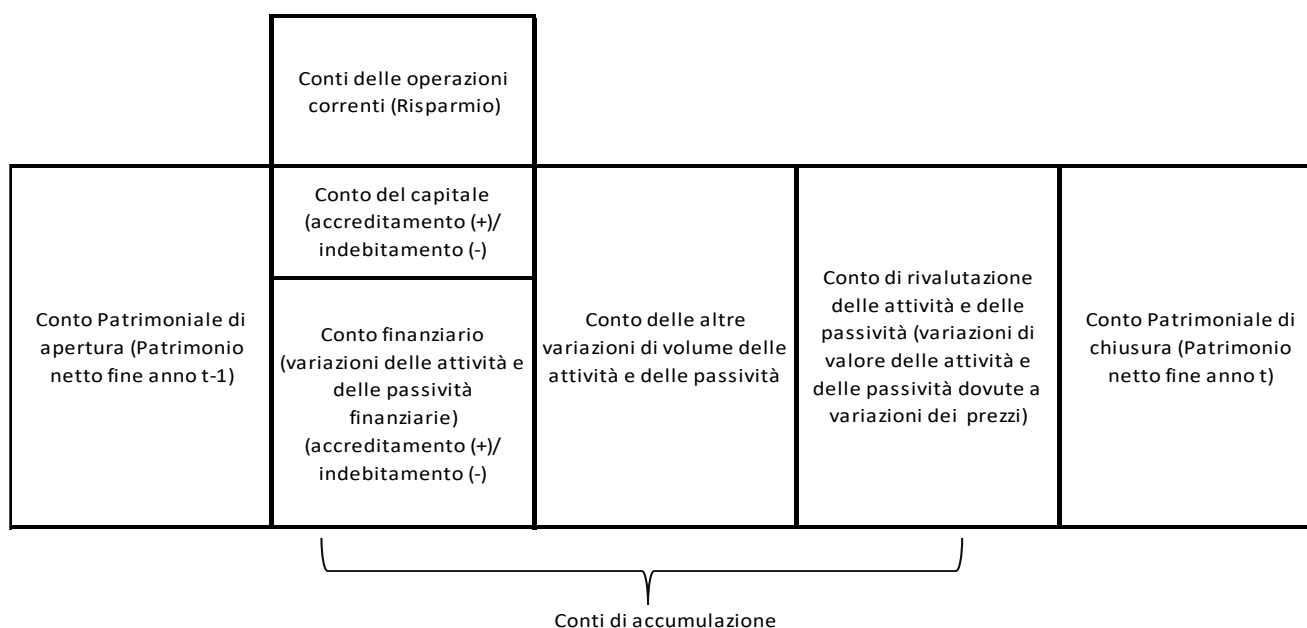 Conti delle operazioni
correnti (Risparmio)
Conto Patrimoniale di
apertura (Patrimonio
netto fine anno t-1)
Conto del capitale
(accreditamento (+)/
indebitamento (-)
Conto finanziario
(variazioni delle attività e
delle passività
finanziarie)
(accreditamento (+)/
indebitamento (-)
Conto delle altre
variazioni di volume delle
attività e delle passività
Conto di rivalutazione
delle attività e delle
passività (variazioni di
valore delle attività e
delle passività dovute a
variazioni dei prezzi)
Conto Patrimoniale di
chiusura (Patrimonio
netto fine anno t)
Conti di accumulazione